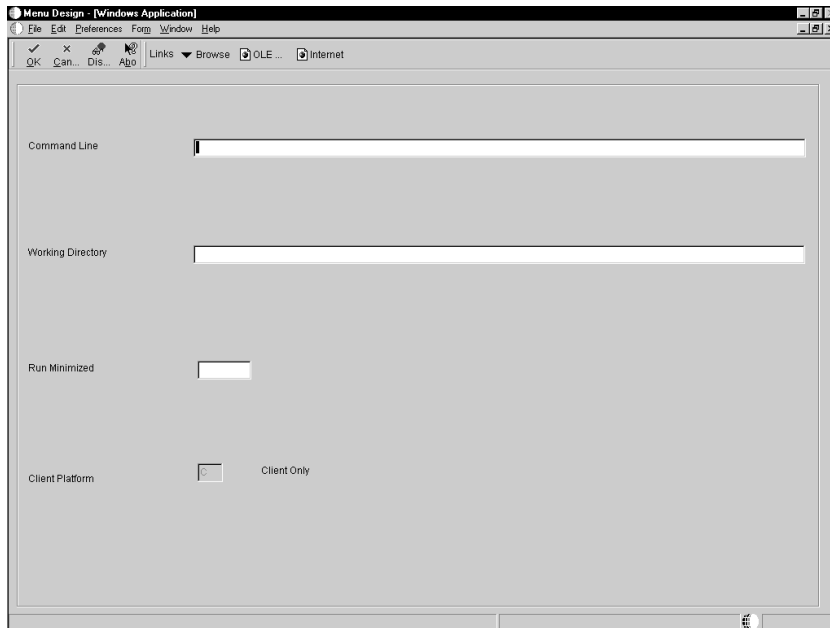 Menu Design - [Windows Application]
File Edit Preferences Form Window Help
OK Can... Dis... Abo Links Browse OLE ... Internet
Command Line
Working Directory
Run Minimized
Client Platform C Client Only